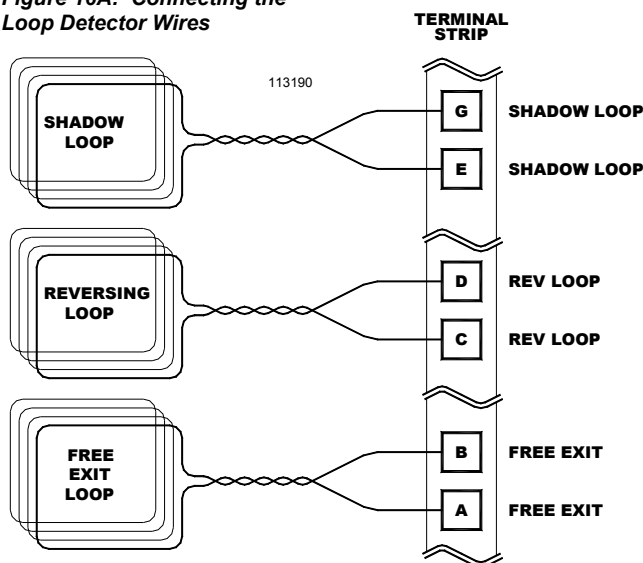 Figure 10A: Connecting the
Loop Detector Wires
TERMINAL
STRIP
113190
SHADOW
LOOP
G
SHADOW LOOP
E
SHADOW LOOP
REVERSING
LOOP
D
REV LOOP
C
REV LOOP
FREE
EXIT
LOOP
B
FREE EXIT
A
FREE EXIT